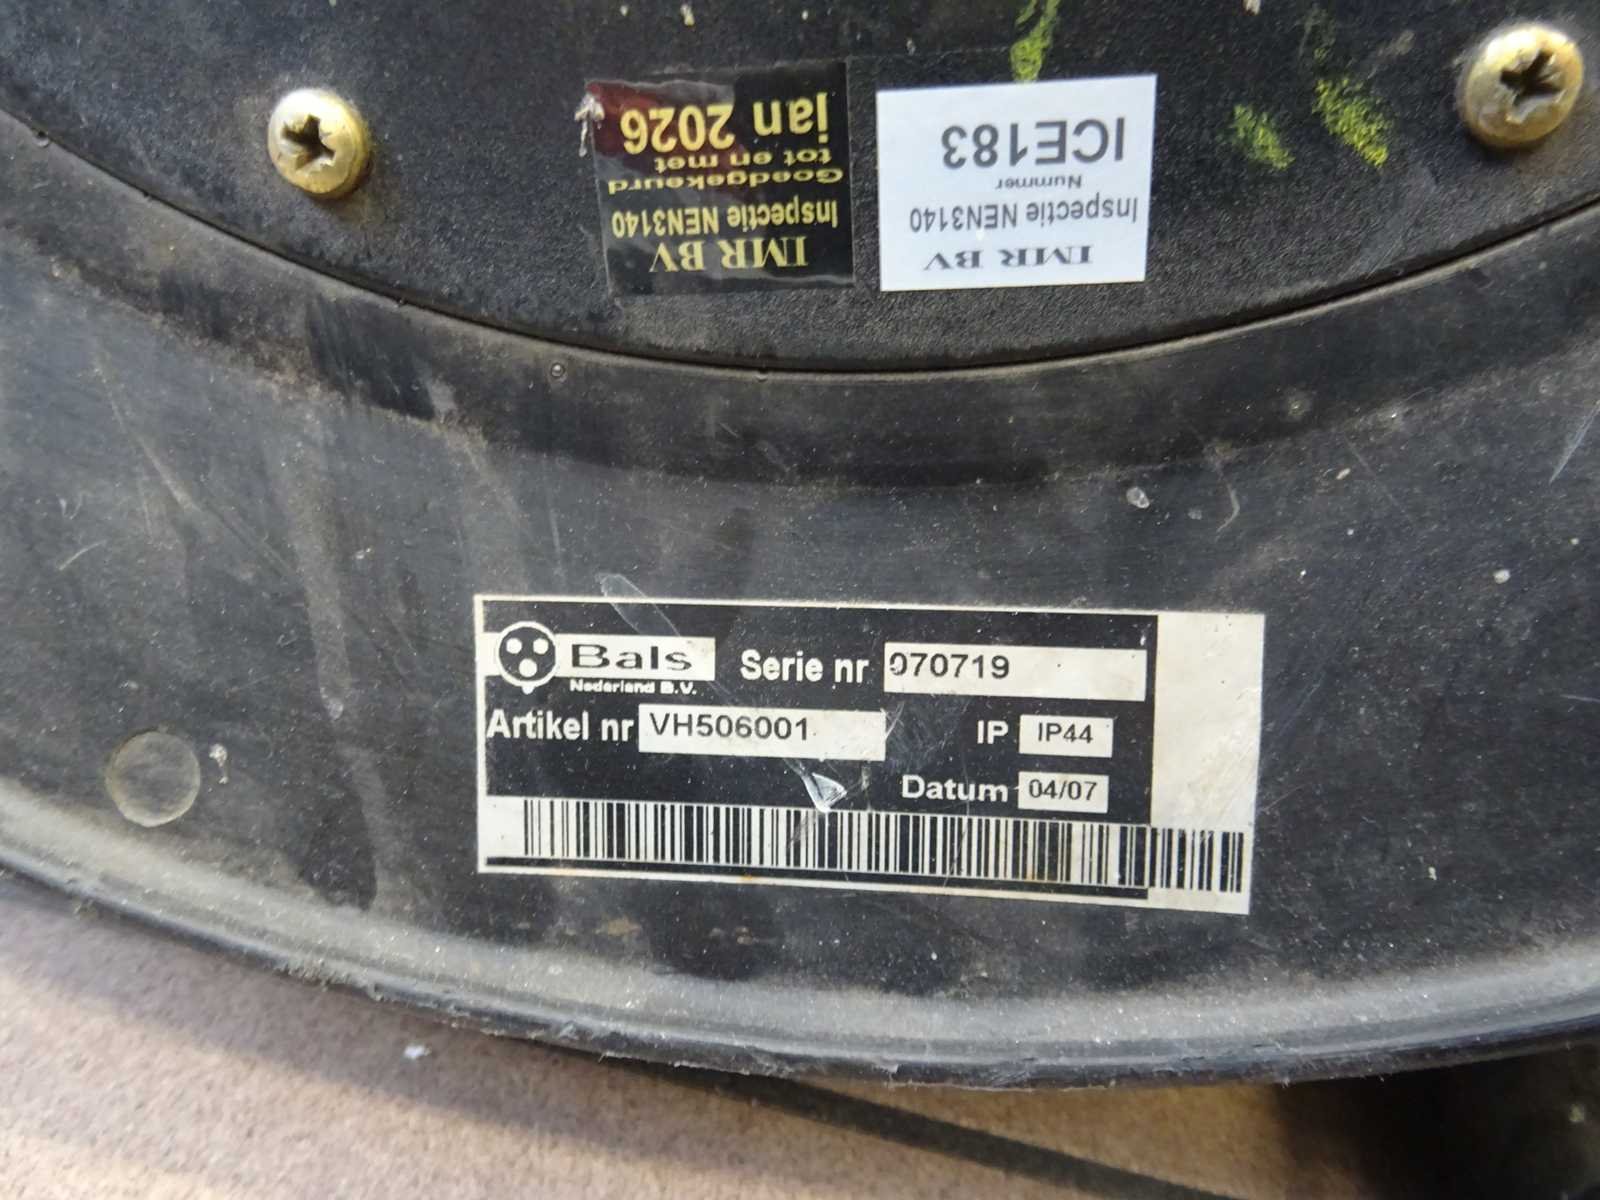 IMR BV
Inspectie NEN3140
Goedgekeurd
tot en met
jan 2026
IMR BV
Inspectie NEN3140
Nummer
ICE183
Bals
Nederland B.V.
Serie nr 070719
Artikel nr VH506001
IP IP44
Datum 04/07